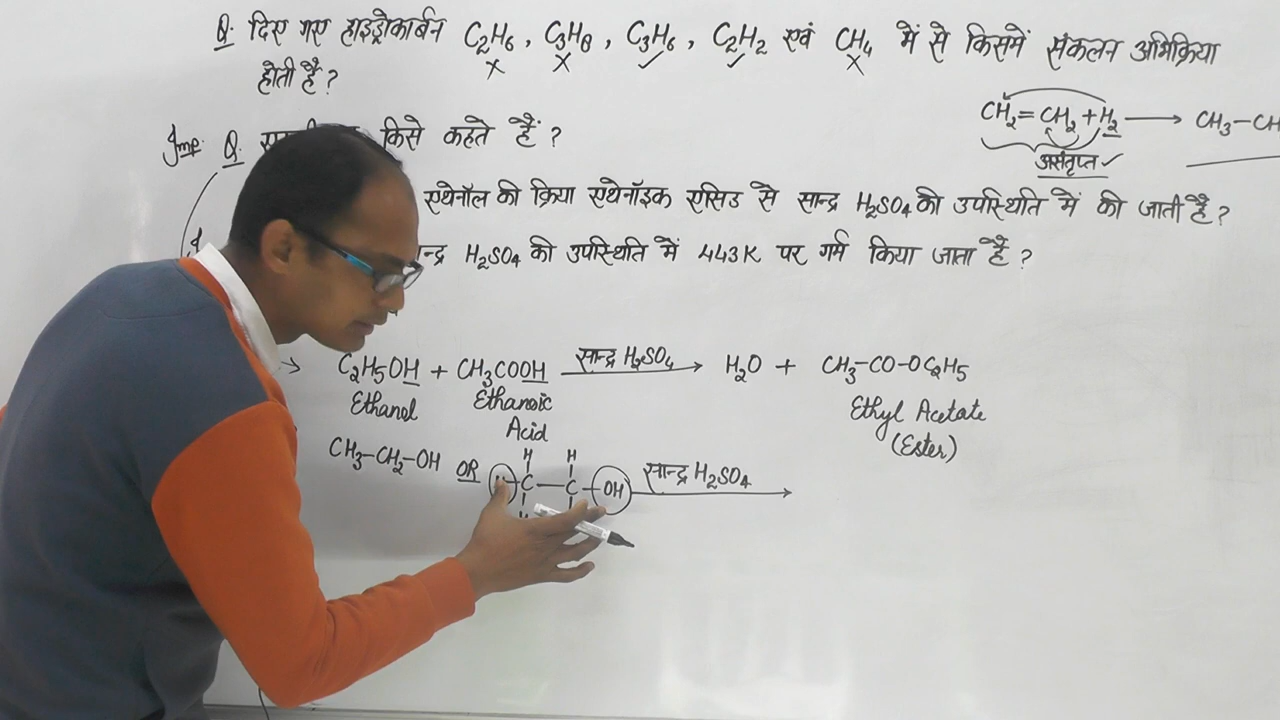 Q. दिए गए हाइड्रोकार्बन C2H6, C3H8, C3H6, C2H2 एवं CH4 में से किसमें संकलन अभिक्रिया
होती है?
CH2=CH2+H2 → CH3-CH
असंतृप्त ✓
Imp. Q. किसे कहते हैं?
एथेनॉल की क्रिया एथेनॉइक एसिड से सान्द्र H2SO4 की उपस्थिति में की जाती है?
H2SO4 की उपस्थिति में 443K पर गर्म किया जाता है?
→ C2H5OH + CH3COOH सान्द्र H2SO4 → H2O + CH3-CO-OC2H5
Ethanol Ethanoic Ethyl Acetate
Acid (Ester)
CH3-CH2-OH OR H H
C-C-OH सान्द्र H2SO4 →